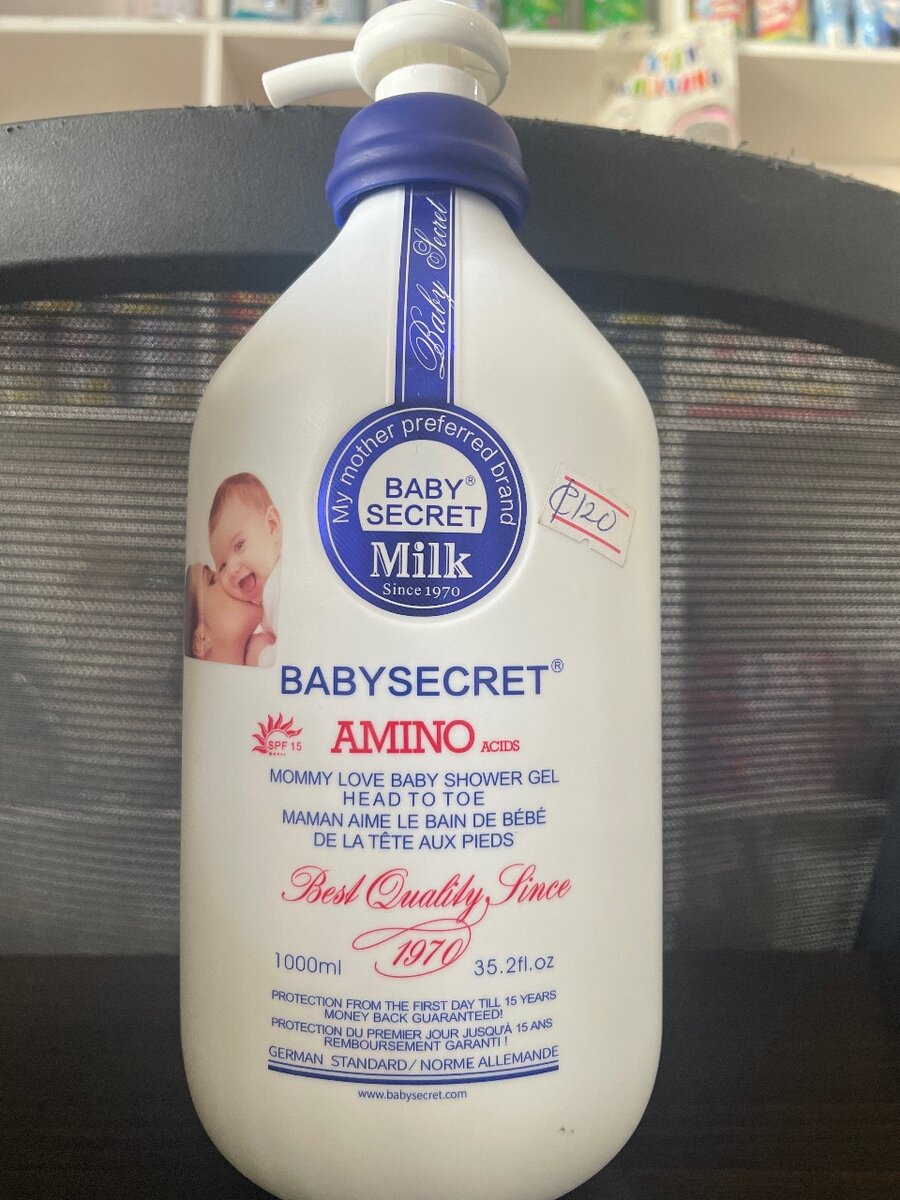 Baby Secret
My mother preferred brand
BABY®
SECRET
Milk
Since 1970
₵120
BABYSECRET®
SPF 15
AMINO ACIDS
MOMMY LOVE BABY SHOWER GEL
HEAD TO TOE
MAMAN AIME LE BAIN DE BÉBÉ
DE LA TÊTE AUX PIEDS
Best Quality Since
1970
1000ml
35.2fl.oz
PROTECTION FROM THE FIRST DAY TILL 15 YEARS
MONEY BACK GUARANTEED!
PROTECTION DU PREMIER JOUR JUSQU'À 15 ANS
REMBOURSEMENT GARANTI !
GERMAN STANDARD/ NORME ALLEMANDE
www.babysecret.com